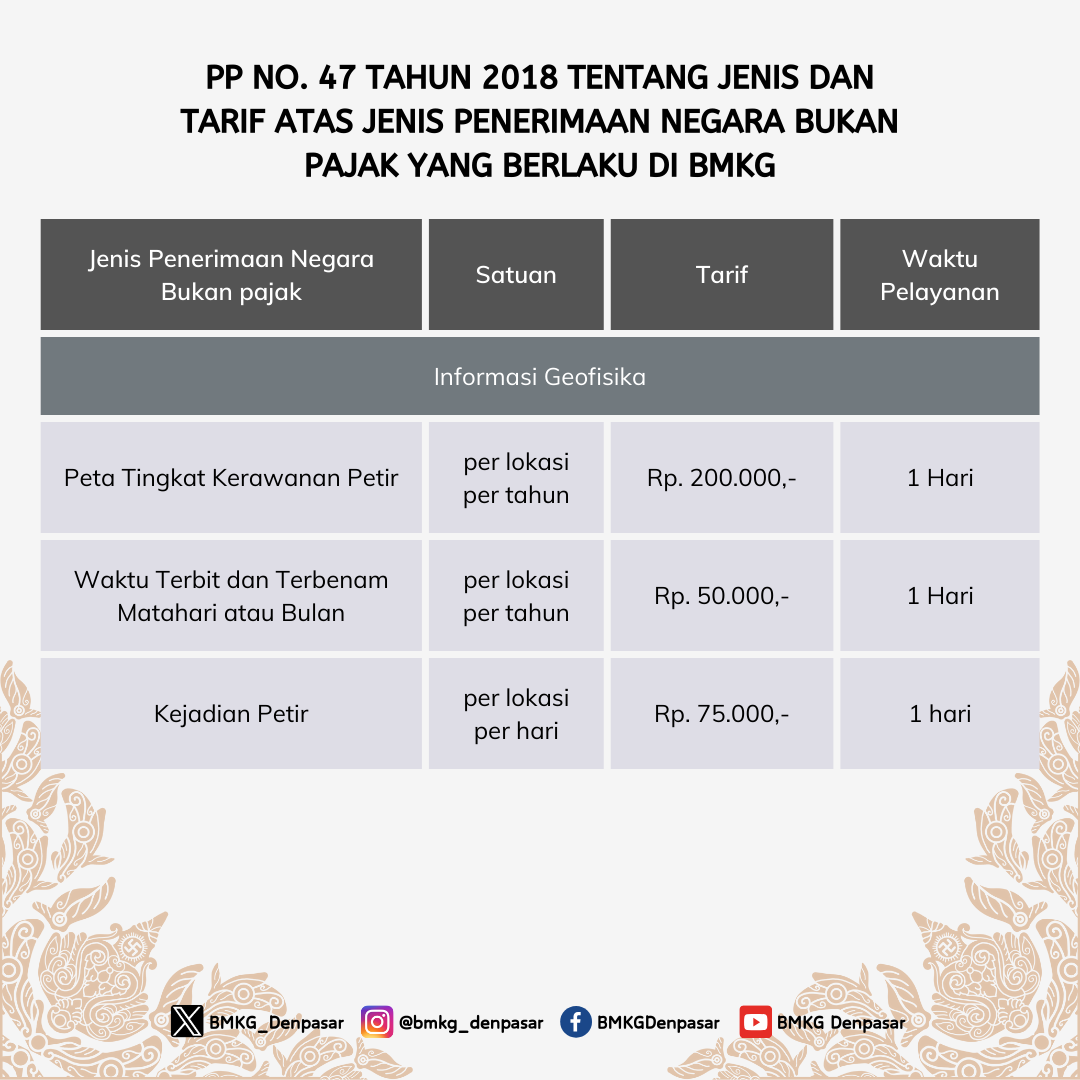 PP NO. 47 TAHUN 2018 TENTANG JENIS DAN
TARIF ATAS JENIS PENERIMAAN NEGARA BUKAN
PAJAK YANG BERLAKU DI BMKG
Jenis Penerimaan Negara
Bukan pajak
Satuan
Tarif
Waktu
Pelayanan
Informasi Geofisika
Peta Tingkat Kerawanan Petir
per lokasi
per tahun
Rp. 200.000,-
1 Hari
Waktu Terbit dan Terbenam
Matahari atau Bulan
per lokasi
per tahun
Rp. 50.000,-
1 Hari
Kejadian Petir
per lokasi
per hari
Rp. 75.000,-
1 hari
BMKG_Denpasar
@bmkg_denpasar
BMKGDenpasar
BMKG Denpasar